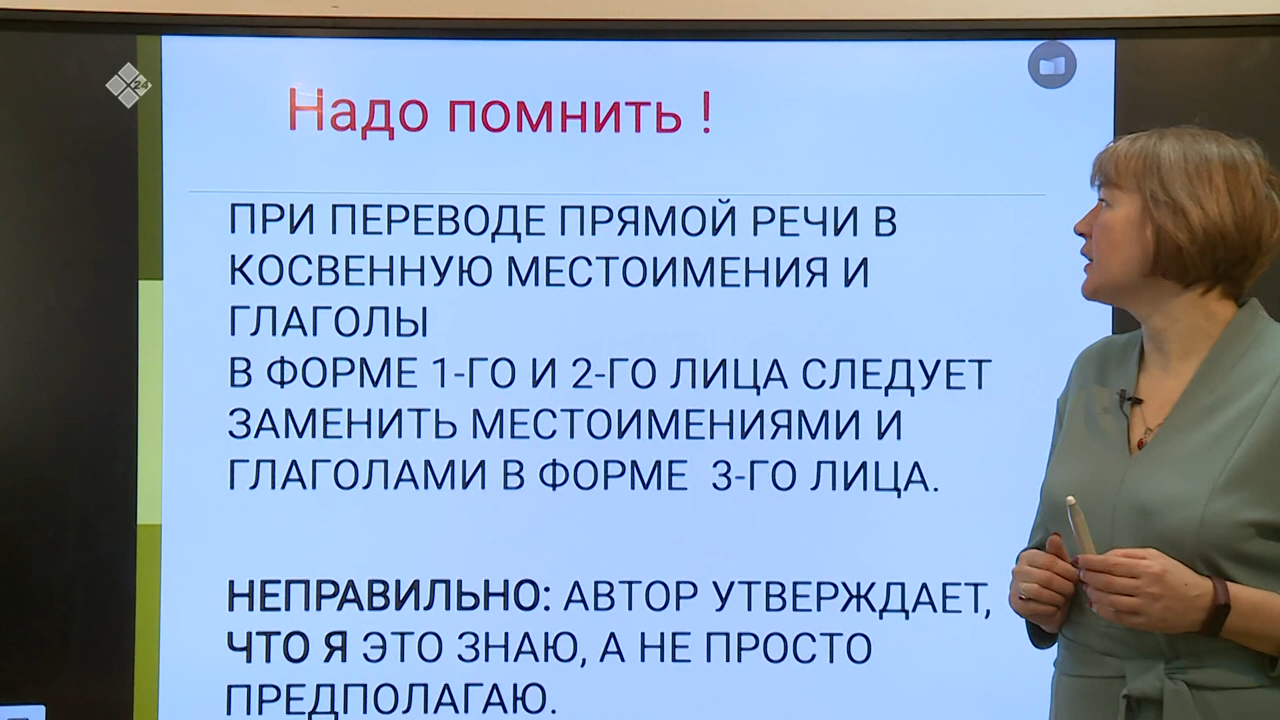 Х24
Надо помнить !
ПРИ ПЕРЕВОДЕ ПРЯМОЙ РЕЧИ В
КОСВЕННУЮ МЕСТОИМЕНИЯ И
ГЛАГОЛЫ
В ФОРМЕ 1-ГО И 2-ГО ЛИЦА СЛЕДУЕТ
ЗАМЕНИТЬ МЕСТОИМЕНИЯМИ И
ГЛАГОЛАМИ В ФОРМЕ 3-ГО ЛИЦА.
НЕПРАВИЛЬНО: АВТОР УТВЕРЖДАЕТ,
ЧТО Я ЭТО ЗНАЮ, А НЕ ПРОСТО
ПРЕДПОЛАГАЮ.